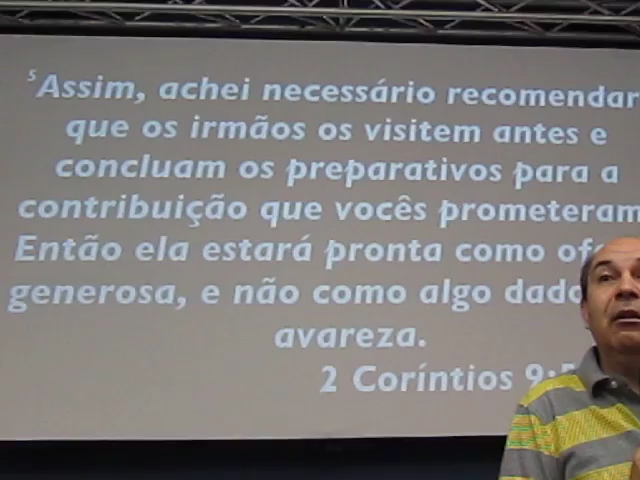 ⁵Assim, achei necessário recomendar
que os irmãos os visitem antes e
concluam os preparativos para a
contribuição que vocês prometeram
Então ela estará pronta como
generosa, e não como algo dado
avareza.
2 Coríntios 9:5